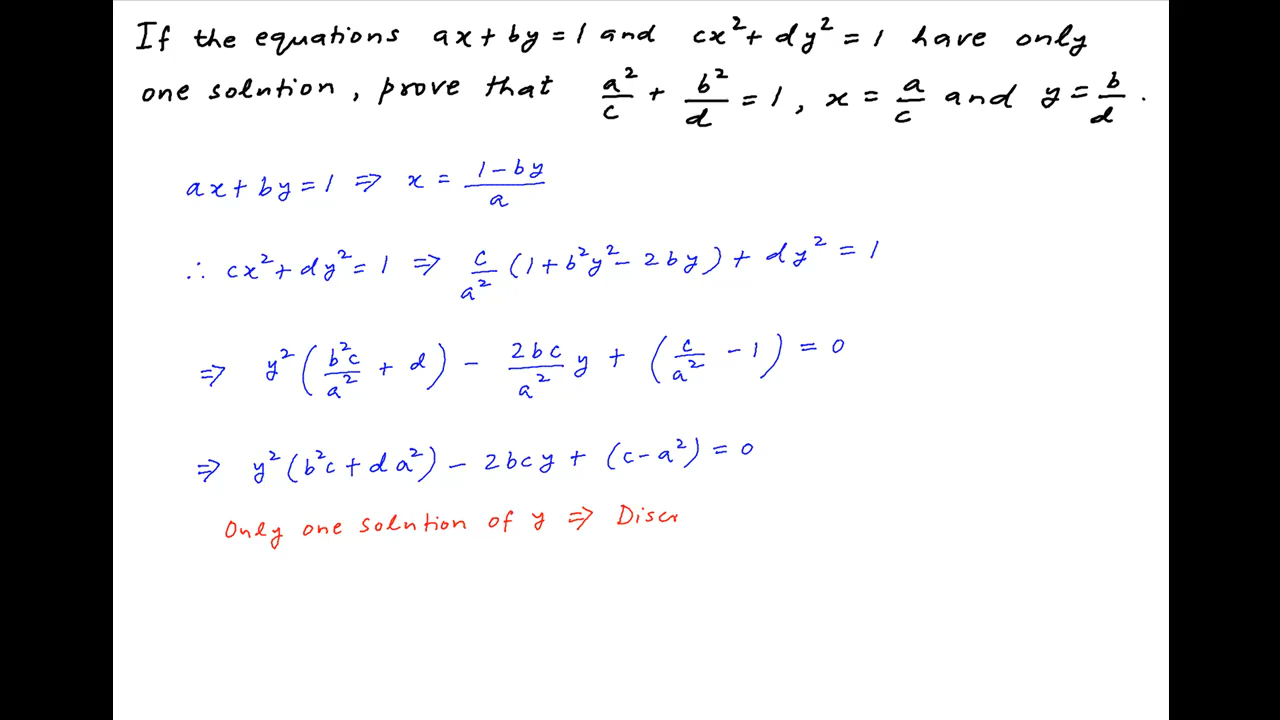 If the equations ax + by = 1 and cx² + dy² = 1 have only
one solution, prove that a²/c + b²/d = 1, x = a/c and y = b/d.
ax + by = 1 ⇒ x = (1 - by)/a
∴ cx² + dy² = 1 ⇒ c/a² (1 + b²y² - 2by) + dy² = 1
⇒ y² (b²c/a² + d) - 2bc/a² y + (c/a² - 1) = 0
⇒ y² (b²c + da²) - 2bcy + (c - a²) = 0
Only one solution of y ⇒ Discr